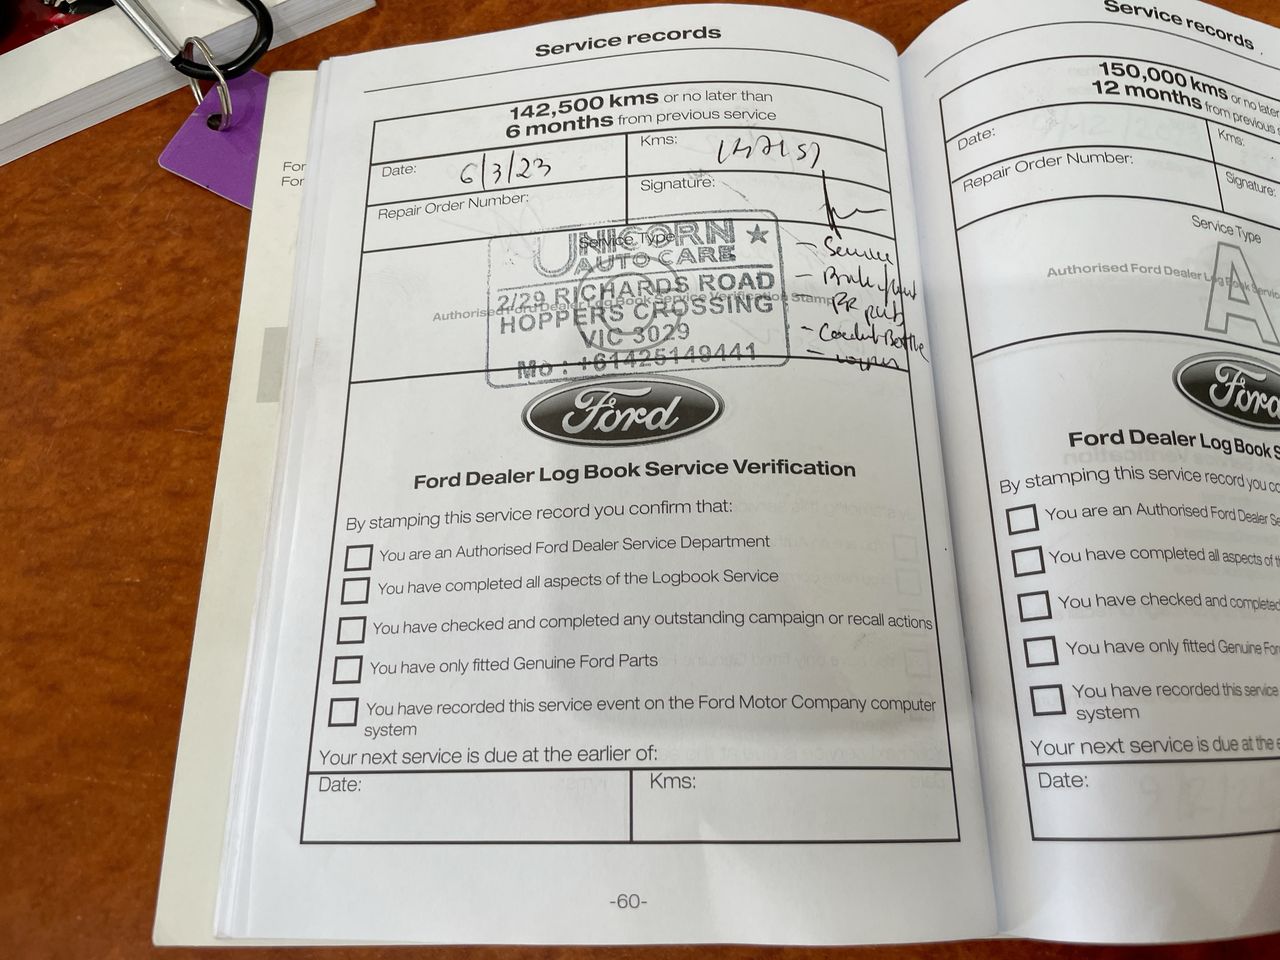 Service records
142,500 kms or no later than
6 months from previous service
Date: 6/3/23
Kms:
Repair Order Number:
Signature:
Service Type
Authorised Ford Dealer Log Book Service Verification Stamp
UNICORN
AUTO CARE
2/29 RICHARDS ROAD
HOPPERS CROSSING
VIC 3029
Mo : +61425149441
- Service
Ford
Ford Dealer Log Book Service Verification
By stamping this service record you confirm that:
You are an Authorised Ford Dealer Service Department
You have completed all aspects of the Logbook Service
You have checked and completed any outstanding campaign or recall actions
You have only fitted Genuine Ford Parts
You have recorded this service event on the Ford Motor Company computer
system
Your next service is due at the earlier of:
Date:
Kms:
-60-
Service records
150,000 kms or no later
12 months from previous
Date:
Kms:
Repair Order Number:
Signature:
Service Type
Authorised Ford Dealer Log Book Service
A
Ford
Ford Dealer Log Book
By stamping this service record you
You are an Authorised Ford Dealer
You have completed all aspects of
You have checked and completed
You have only fitted Genuine
You have recorded this service
system
Your next service is due at the
Date:
For
For